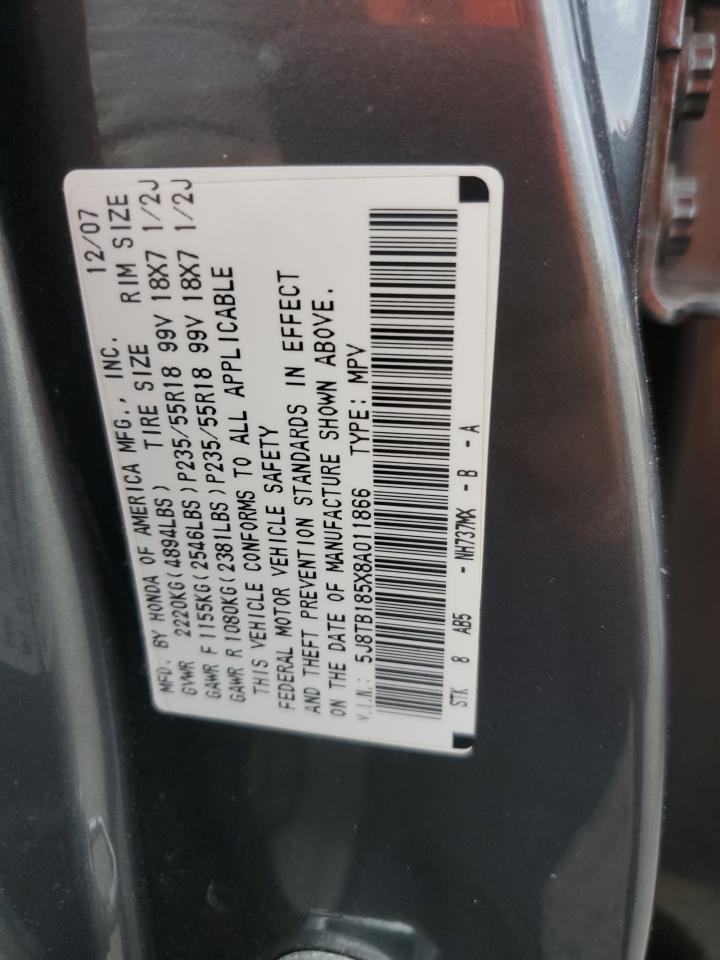 MFD. BY HONDA OF AMERICA MFG., INC. 12/07
GVWR 2220KG(4894LBS) TIRE SIZE RIM SIZE
GAWR F 1155KG(2546LBS)P235/55R18 99V 18X7 1/2J
GAWR R 1080KG(2381LBS)P235/55R18 99V 18X7 1/2J
THIS VEHICLE CONFORMS TO ALL APPLICABLE
FEDERAL MOTOR VEHICLE SAFETY
AND THEFT PREVENTION STANDARDS IN EFFECT
ON THE DATE OF MANUFACTURE SHOWN ABOVE.
V.I.N.: 5J8TB185X8A011866 TYPE: MPV
STK 8 AB5 -NH737MX -B -A